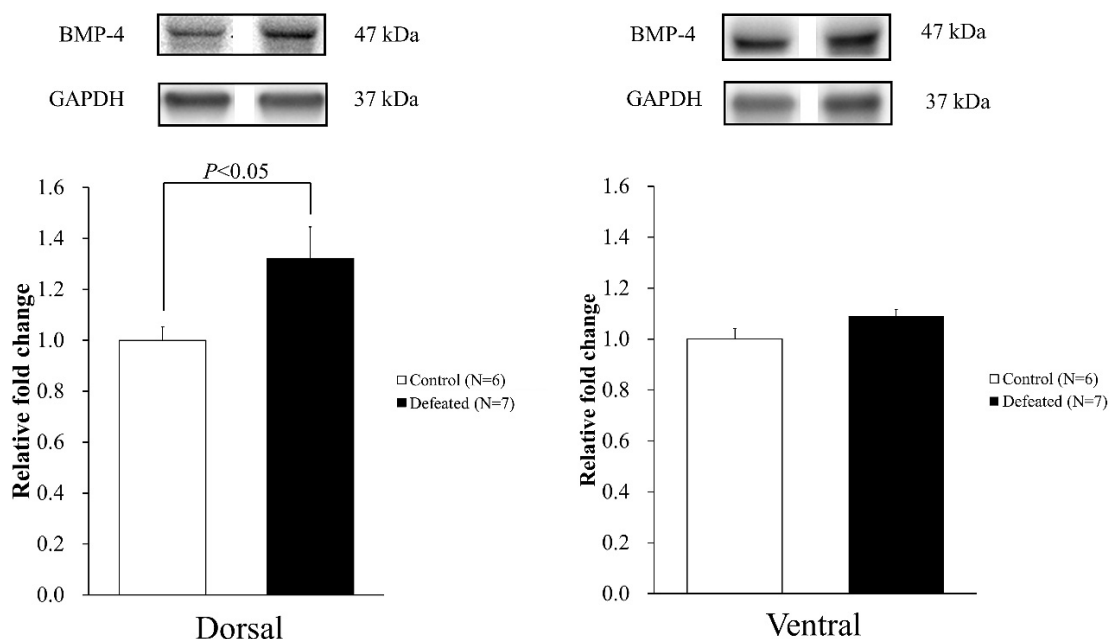 BMP-4 47 kDa
GAPDH 37 kDa
P<0.05
1.6
1.4
1.2
1.0
0.8
0.6
0.4
0.2
0.0
Relative fold change
Control (N=6)
Defeated (N=7)
Dorsal
BMP-4 47 kDa
GAPDH 37 kDa
1.6
1.4
1.2
1.0
0.8
0.6
0.4
0.2
0.0
Relative fold change
Control (N=6)
Defeated (N=7)
Ventral